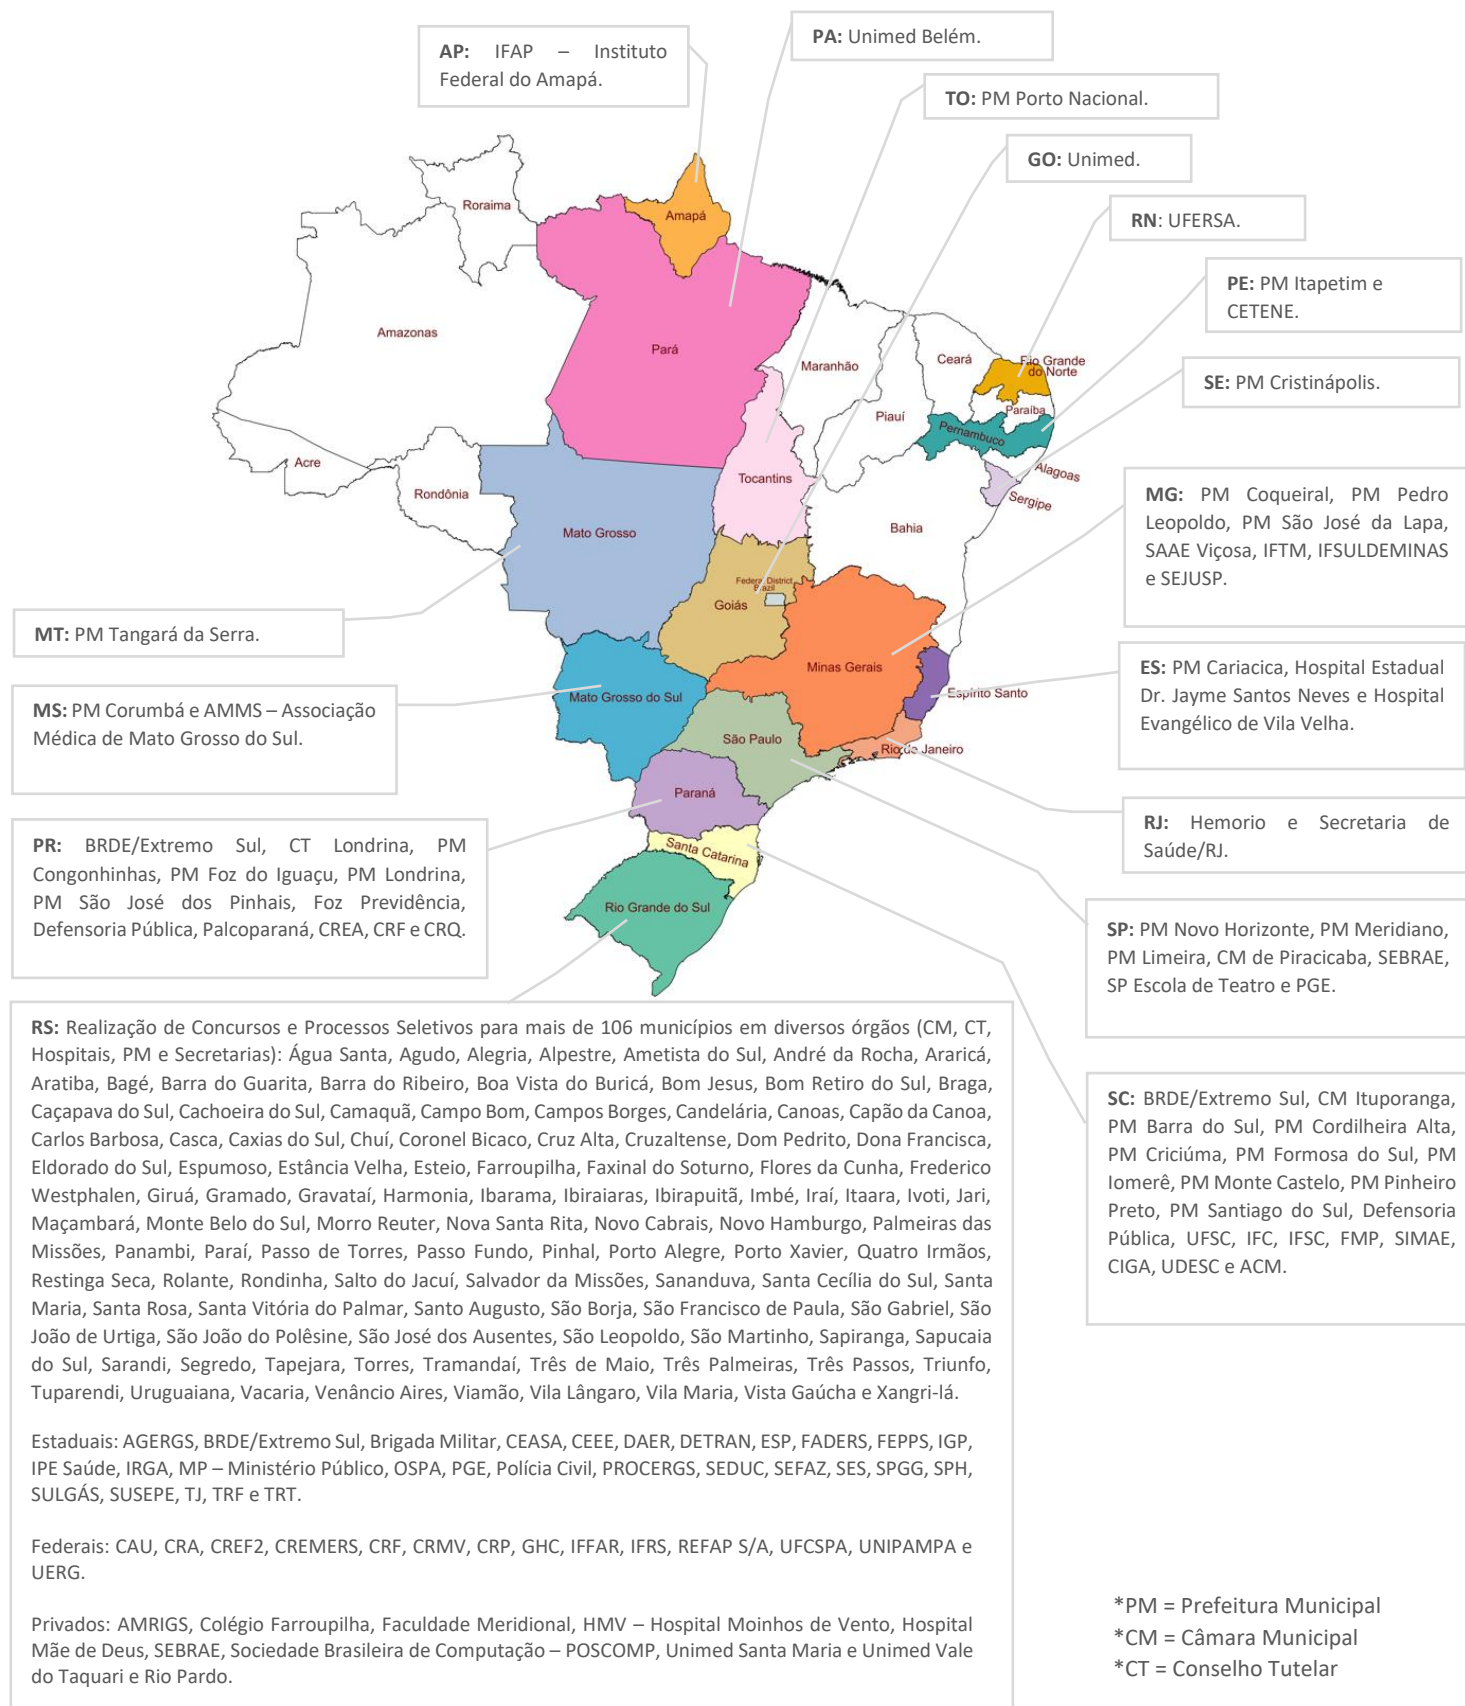 AP: IFAP – Instituto
Federal do Amapá.
PA: Unimed Belém.
TO: PM Porto Nacional.
GO: Unimed.
RN: UFERSA.
PE: PM Itapetim e
CETENE.
SE: PM Cristinápolis.
MG: PM Coqueiral, PM Pedro
Leopoldo, PM São José da Lapa,
SAAE Viçosa, IFTM, IFSULDEMINAS
e SEJUSP.
ES: PM Cariacica, Hospital Estadual
Dr. Jayme Santos Neves e Hospital
Evangélico de Vila Velha.
RJ: Hemorio e Secretaria de
Saúde/RJ.
SP: PM Novo Horizonte, PM Meridiano,
PM Limeira, CM de Piracicaba, SEBRAE,
SP Escola de Teatro e PGE.
SC: BRDE/Extremo Sul, CM Ituporanga,
PM Barra do Sul, PM Cordilheira Alta,
PM Criciúma, PM Formosa do Sul, PM
Iomerê, PM Monte Castelo, PM Pinheiro
Preto, PM Santiago do Sul, Defensoria
Pública, UFSC, IFC, IFSC, FMP, SIMAE,
CIGA, UDESC e ACM.
Roraima
Amapá
Amazonas
Pará
Maranhão
Ceará
Rio Grande
do Norte
Paraíba
Piauí
Pernambuco
Alagoas
Sergipe
Acre
Rondônia
Tocantins
Bahia
Mato Grosso
Federal District
Brazil
Goiás
Minas Gerais
Espírito Santo
Mato Grosso do Sul
São Paulo
Rio de Janeiro
Paraná
Santa Catarina
Rio Grande do Sul
MT: PM Tangará da Serra.
MS: PM Corumbá e AMMS – Associação
Médica de Mato Grosso do Sul.
PR: BRDE/Extremo Sul, CT Londrina, PM
Congonhinhas, PM Foz do Iguaçu, PM Londrina,
PM São José dos Pinhais, Foz Previdência,
Defensoria Pública, Palcoparaná, CREA, CRF e CRQ.
RS: Realização de Concursos e Processos Seletivos para mais de 106 municípios em diversos órgãos (CM, CT,
Hospitais, PM e Secretarias): Água Santa, Agudo, Alegria, Alpestre, Ametista do Sul, André da Rocha, Araricá,
Aratiba, Bagé, Barra do Guarita, Barra do Ribeiro, Boa Vista do Buricá, Bom Jesus, Bom Retiro do Sul, Braga,
Caçapava do Sul, Cachoeira do Sul, Camaquã, Campo Bom, Campos Borges, Candelária, Canoas, Capão da Canoa,
Carlos Barbosa, Casca, Caxias do Sul, Chuí, Coronel Bicaco, Cruz Alta, Cruzaltense, Dom Pedrito, Dona Francisca,
Eldorado do Sul, Espumoso, Estância Velha, Esteio, Farroupilha, Faxinal do Soturno, Flores da Cunha, Frederico
Westphalen, Giruá, Gramado, Gravataí, Harmonia, Ibarama, Ibiraiaras, Ibirapuitã, Imbé, Iraí, Itaara, Ivoti, Jari,
Maçambará, Monte Belo do Sul, Morro Reuter, Nova Santa Rita, Novo Cabrais, Novo Hamburgo, Palmeiras das
Missões, Panambi, Paraí, Passo de Torres, Passo Fundo, Pinhal, Porto Alegre, Porto Xavier, Quatro Irmãos,
Restinga Seca, Rolante, Rondinha, Salto do Jacuí, Salvador da Missões, Sananduva, Santa Cecília do Sul, Santa
Maria, Santa Rosa, Santa Vitória do Palmar, Santo Augusto, São Borja, São Francisco de Paula, São Gabriel, São
João de Urtiga, São João do Polêsine, São José dos Ausentes, São Leopoldo, São Martinho, Sapiranga, Sapucaia
do Sul, Sarandi, Segredo, Tapejara, Torres, Tramandaí, Três de Maio, Três Palmeiras, Três Passos, Triunfo,
Tuparendi, Uruguaiana, Vacaria, Venâncio Aires, Viamão, Vila Lângaro, Vila Maria, Vista Gaúcha e Xangri-lá.
Estaduais: AGERGS, BRDE/Extremo Sul, Brigada Militar, CEASA, CEEE, DAER, DETRAN, ESP, FADERS, FEPPS, IGP,
IPE Saúde, IRGA, MP – Ministério Público, OSPA, PGE, Polícia Civil, PROCERGS, SEDUC, SEFAZ, SES, SPGG, SPH,
SULGÁS, SUSEPE, TJ, TRF e TRT.
Federais: CAU, CRA, CREF2, CREMERS, CRF, CRMV, CRP, GHC, IFFAR, IFRS, REFAP S/A, UFCSPA, UNIPAMPA e
UERG.
Privados: AMRIGS, Colégio Farroupilha, Faculdade Meridional, HMV – Hospital Moinhos de Vento, Hospital
Mãe de Deus, SEBRAE, Sociedade Brasileira de Computação – POSCOMP, Unimed Santa Maria e Unimed Vale
do Taquari e Rio Pardo.
*PM = Prefeitura Municipal
*CM = Câmara Municipal
*CT = Conselho Tutelar